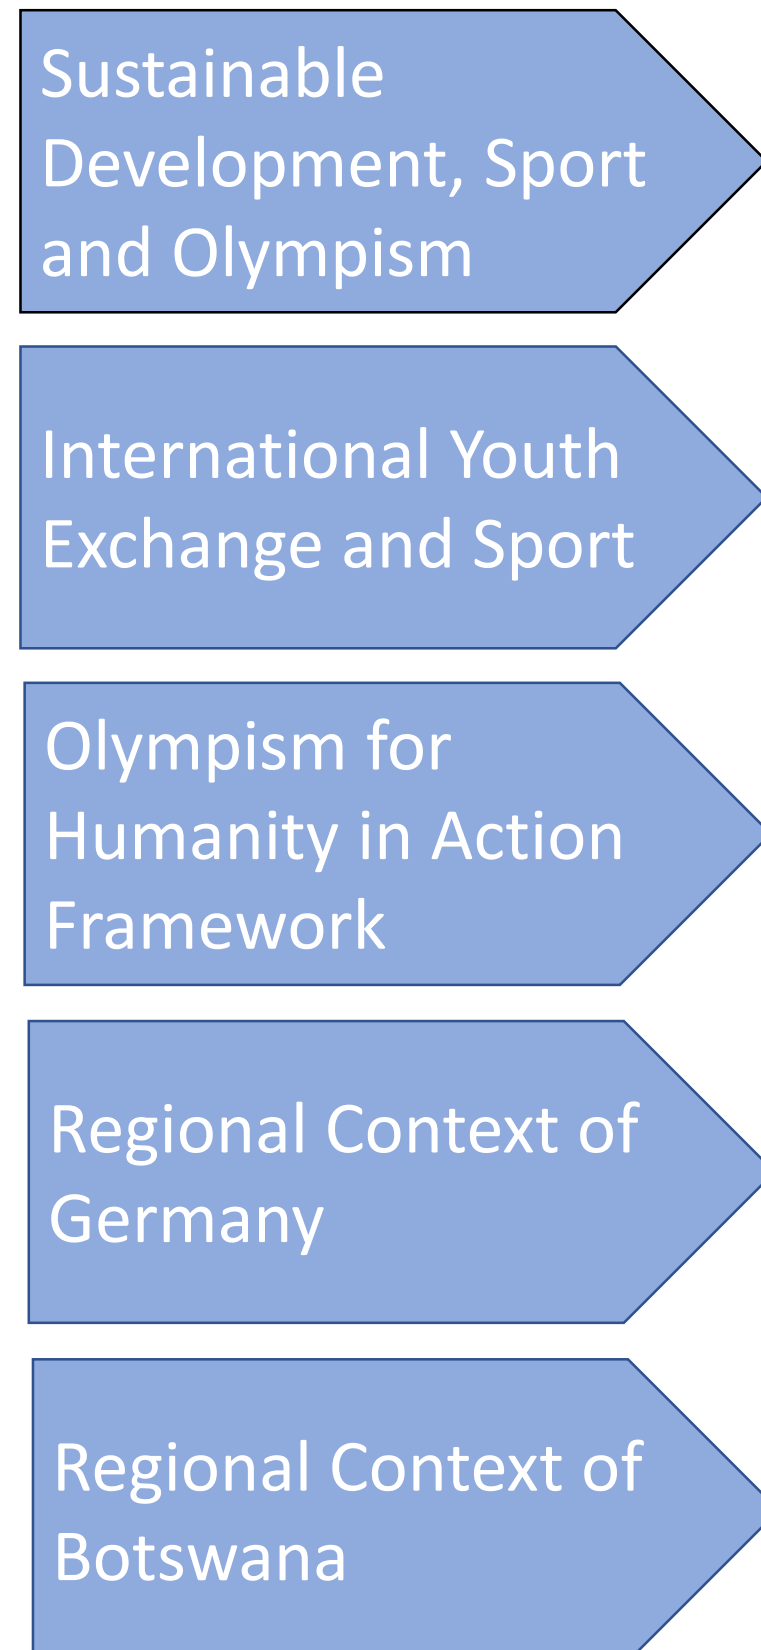 Sustainable
Development, Sport
and Olympism
International Youth
Exchange and Sport
Olympism for
Humanity in Action
Framework
Regional Context of
Germany
Regional Context of
Botswana